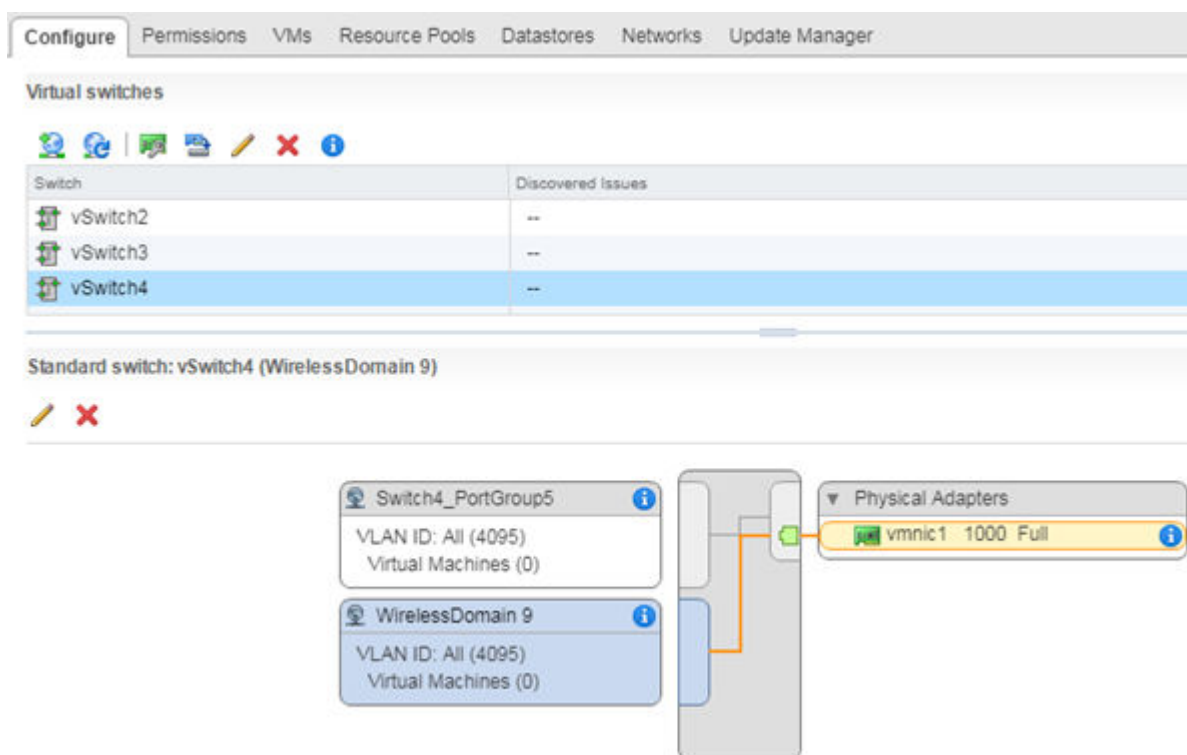 Configure Permissions VMs Resource Pools Datastores Networks Update Manager
Virtual switches
Switch Discovered Issues
vSwitch2 --
vSwitch3 --
vSwitch4 --
Standard switch: vSwitch4 (WirelessDomain 9)
Switch4_PortGroup5
VLAN ID: All (4095)
Virtual Machines (0)
Physical Adapters
vmnic1 1000 Full
WirelessDomain 9
VLAN ID: All (4095)
Virtual Machines (0)